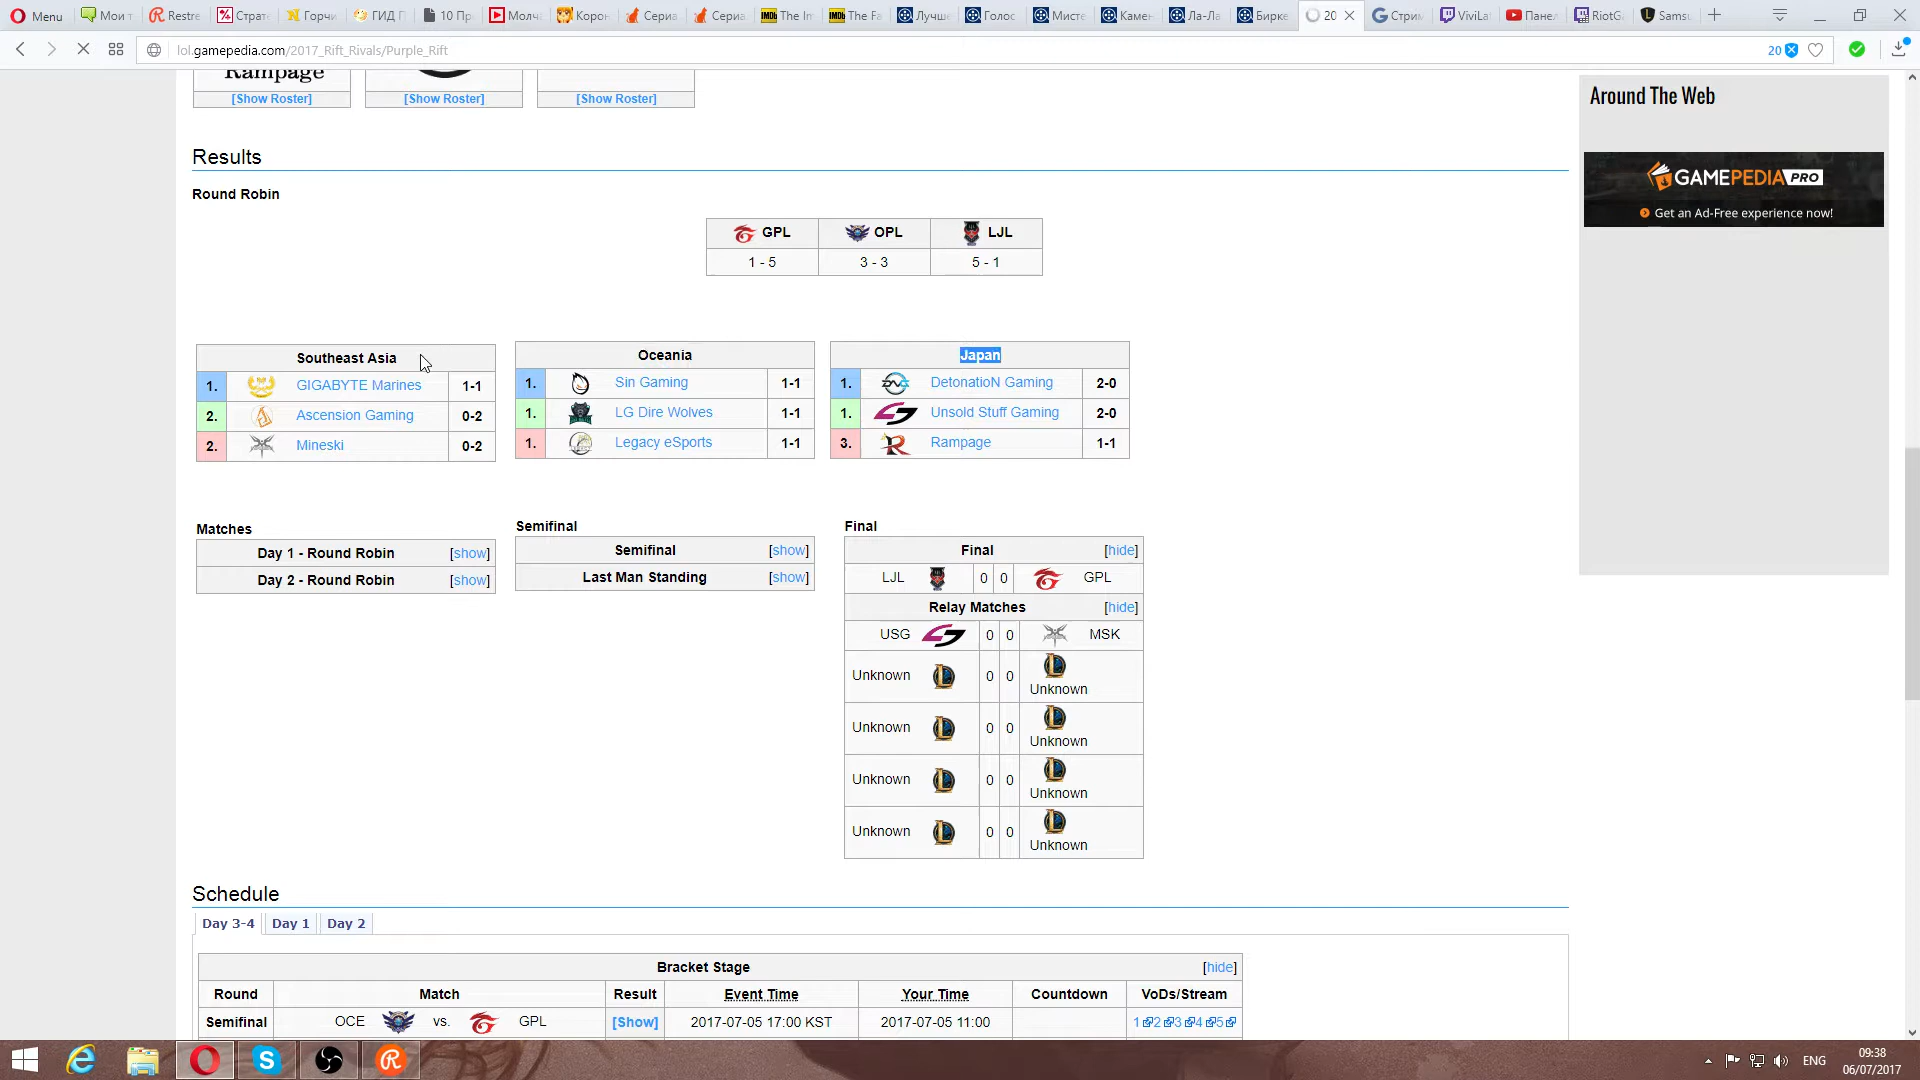 Menu Мои т Restre Страте Горчи ГИД Г 10 Пр Молч Корон Сериа Сериа The Im The Fa Лучше Голос Мисте Камен Ла-Ла Бирке 20 Стрим ViviLa Панел RiotG Samsu
lol.gamepedia.com/2017_Rift_Rivals/Purple_Rift 20
Rampage
[Show Roster] [Show Roster] [Show Roster]
Around The Web
GAMEPEDIA PRO
Get an Ad-Free experience now!
Results
Round Robin
GPL OPL LJL
1 - 5 3 - 3 5 - 1
Southeast Asia
1. GIGABYTE Marines 1-1
2. Ascension Gaming 0-2
2. Mineski 0-2
Oceania
1. Sin Gaming 1-1
1. LG Dire Wolves 1-1
1. Legacy eSports 1-1
Japan
1. DetonatioN Gaming 2-0
1. Unsold Stuff Gaming 2-0
3. Rampage 1-1
Matches
Day 1 - Round Robin [show]
Day 2 - Round Robin [show]
Semifinal
Semifinal [show]
Last Man Standing [show]
Final
Final [hide]
LJL 0 0 GPL
Relay Matches [hide]
USG 0 0 MSK
Unknown 0 0 Unknown
Unknown 0 0 Unknown
Unknown 0 0 Unknown
Unknown 0 0 Unknown
Schedule
Day 3-4 Day 1 Day 2
Bracket Stage [hide]
Round Match Result Event Time Your Time Countdown VoDs/Stream
Semifinal OCE vs. GPL [Show] 2017-07-05 17:00 KST 2017-07-05 11:00 1 2 3 4 5
ENG
09:38
06/07/2017